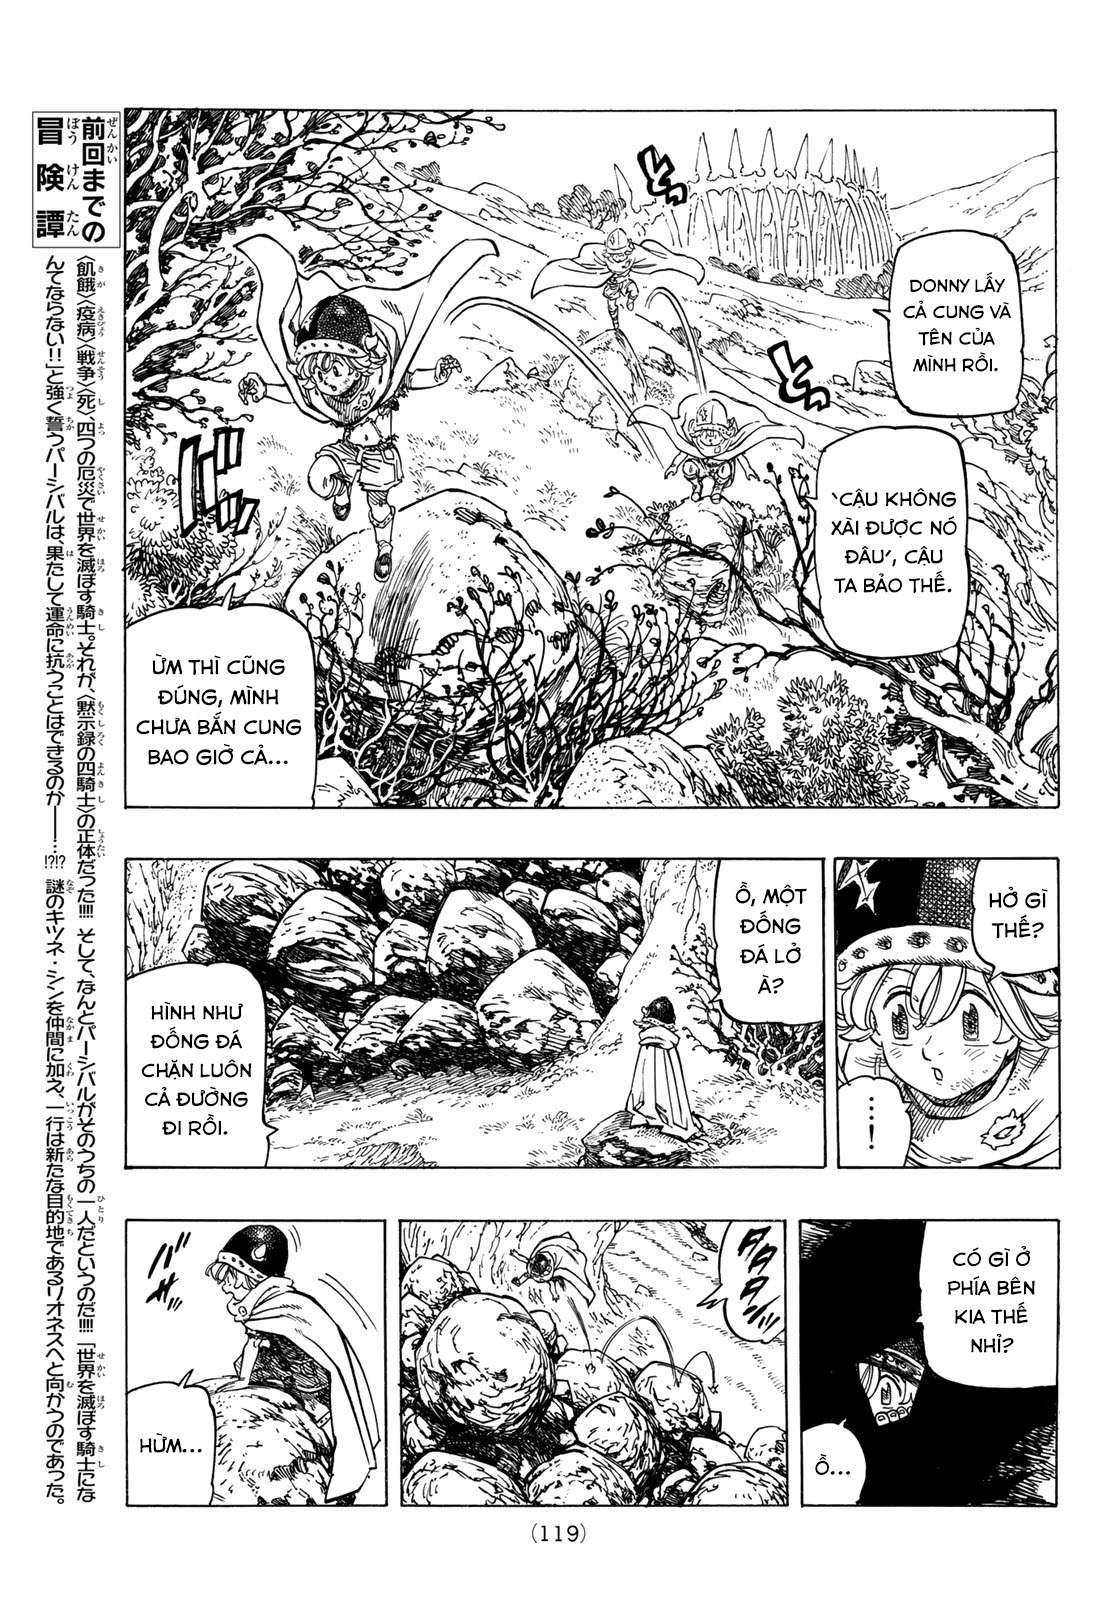 前回までの
冒険譚
〈飢餓〉〈疫病〉〈戦争〉〈死〉四つの厄災で世界を滅ぼす騎士。それが、〈黙示録の四騎士〉の正体だった!!!! そして、なんとパーシバルがそのうちの一人だというのだ!!!! 「世界を滅ぼす騎士にな
んてならない!!」と強く誓うパーシバルは、果たして運命に抗うことはできるのか――…!?!? 謎のキツネ・シンを仲間に加え、一行は新たな目的地であるリオネスへと向かうのであった。
とっ
DONNY LẤY
CẢ CUNG VÀ
TÊN CỦA
MÌNH RỒI.
‘CẬU KHÔNG
XÀI ĐƯỢC NÓ
ĐÂU’, CẬU
TA BẢO THẾ.
とっ
バッ
ỪM THÌ CŨNG
ĐÚNG, MÌNH
CHƯA BẮN CUNG
BAO GIỜ CẢ...
HỞ GÌ
THẾ?
...!
Ồ, MỘT
ĐỐNG
ĐÁ LỞ
À?
HÌNH NHƯ
ĐỐNG ĐÁ
CHẶN LUÔN
CẢ ĐƯỜNG
ĐI RỒI.
CÓ GÌ Ở
PHÍA BÊN
KIA THẾ
NHỈ?
Ồ...
タタタッ
HỪM...
(119)